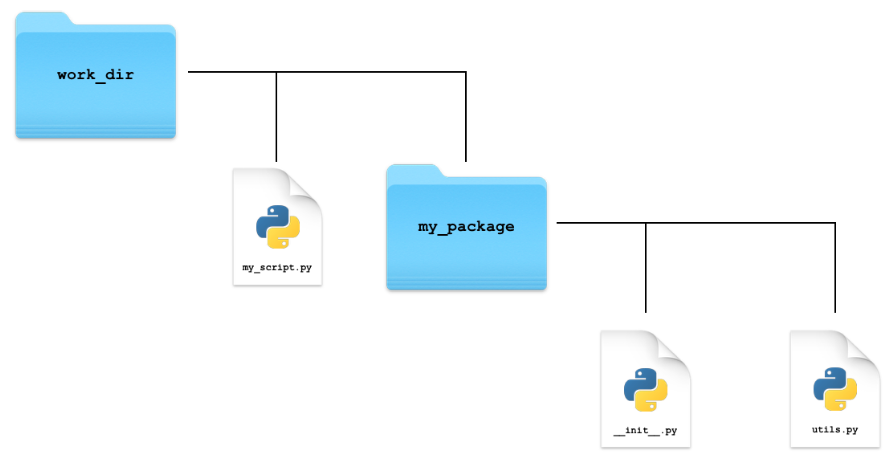 work_dir
my_script.py
my_package
__init__.py
utils.py